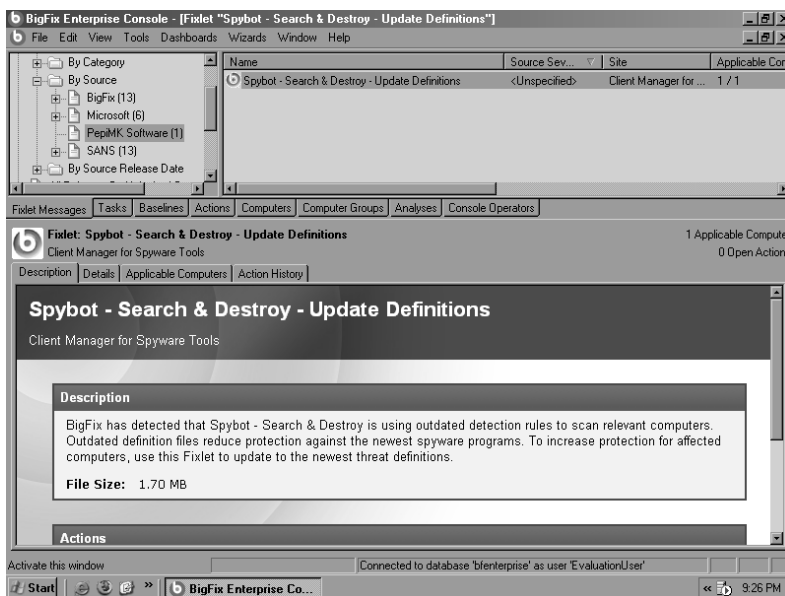 BigFix Enterprise Console - [Fixlet "Spybot - Search & Destroy - Update Definitions"]
File Edit View Tools Dashboards Wizards Window Help
By Category
By Source
BigFix (13)
Microsoft (6)
PepiMK Software (1)
SANS (13)
By Source Release Date
Name Source Sev... Site Applicable Con
Spybot - Search & Destroy - Update Definitions <Unspecified> Client Manager for ... 1 / 1
Fixlet Messages Tasks Baselines Actions Computers Computer Groups Analyses Console Operators
Fixlet: Spybot - Search & Destroy - Update Definitions 1 Applicable Compute
Client Manager for Spyware Tools 0 Open Action
Description Details Applicable Computers Action History
Spybot - Search & Destroy - Update Definitions
Client Manager for Spyware Tools
Description
BigFix has detected that Spybot - Search & Destroy is using outdated detection rules to scan relevant computers.
Outdated definition files reduce protection against the newest spyware programs. To increase protection for affected
computers, use this Fixlet to update to the newest threat definitions.
File Size: 1.70 MB
Actions
Activate this window Connected to database 'bfenterprise' as user 'EvaluationUser'
Start » BigFix Enterprise Co... « 9:26 PM